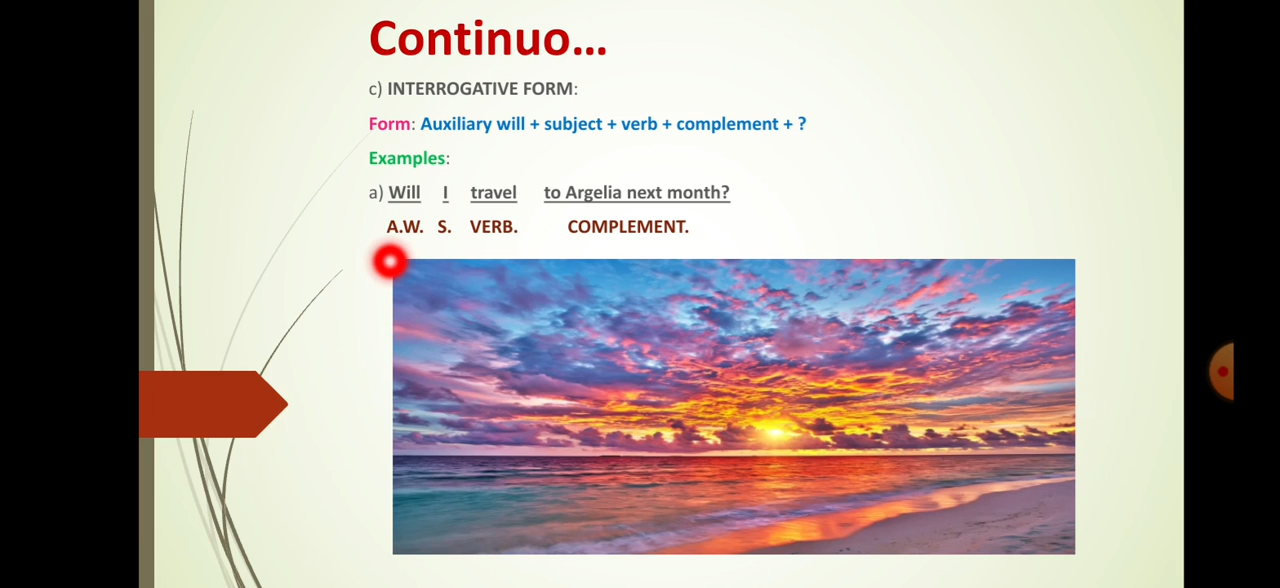 Continuo...
c) INTERROGATIVE FORM:
Form: Auxiliary will + subject + verb + complement + ?
Examples:
a) Will I travel to Argelia next month?
A.W. S. VERB. COMPLEMENT.